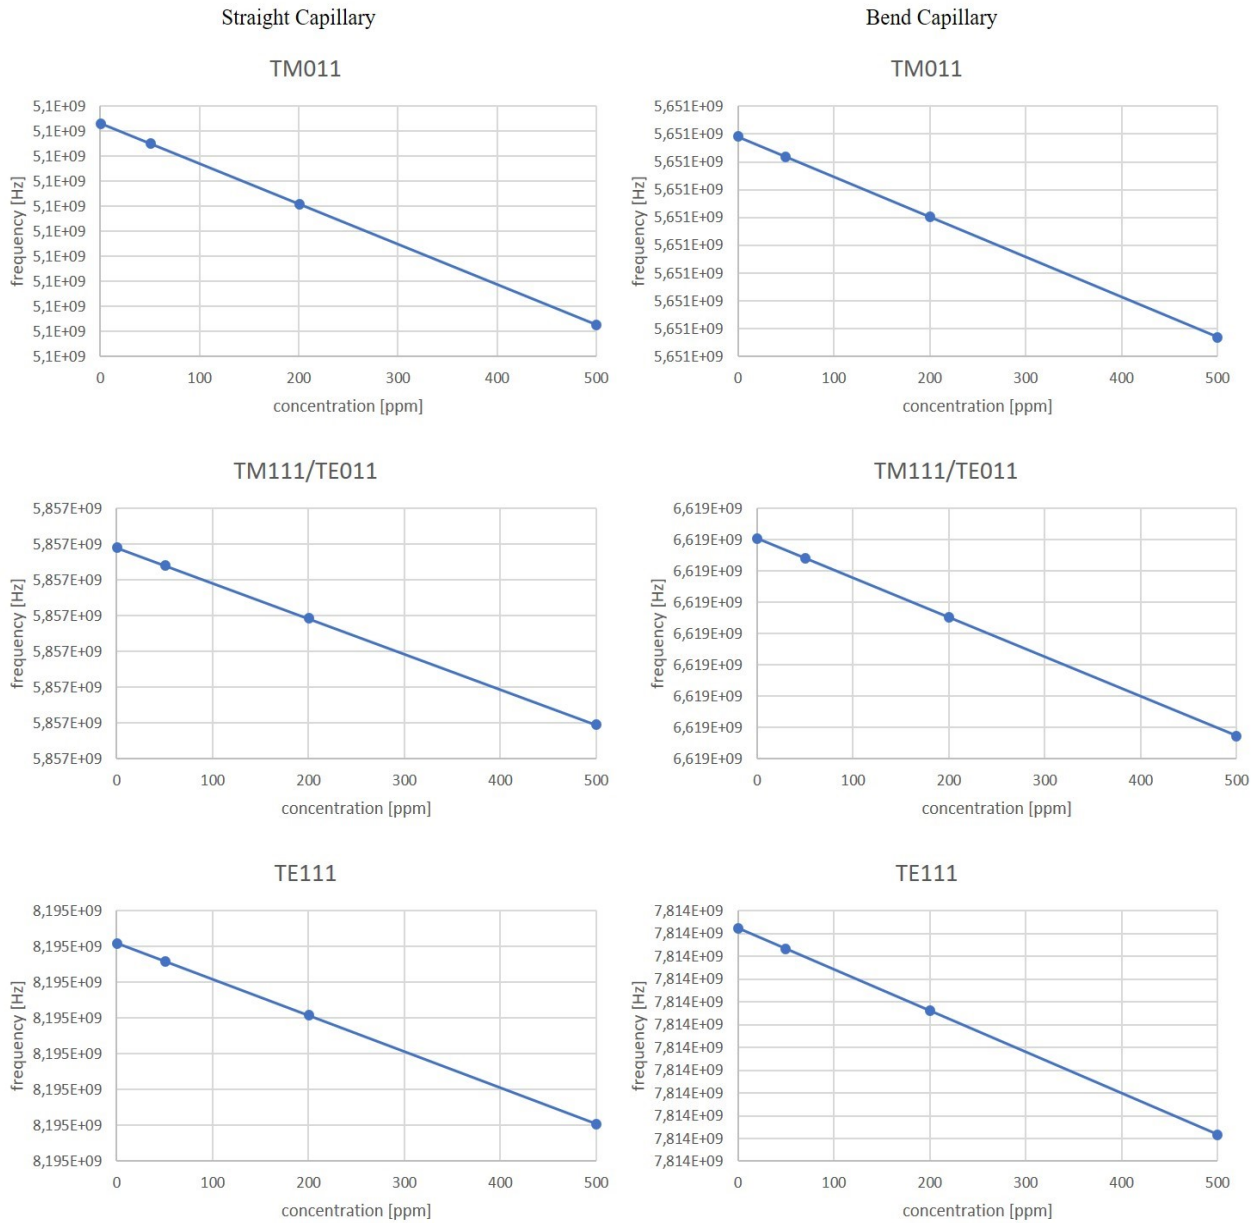 Straight Capillary
Bend Capillary
TM011
5,1E+09
5,1E+09
5,1E+09
5,1E+09
5,1E+09
5,1E+09
5,1E+09
5,1E+09
5,1E+09
5,1E+09
5,1E+09
frequency [Hz]
0 100 200 300 400 500
concentration [ppm]
TM011
5,651E+09
5,651E+09
5,651E+09
5,651E+09
5,651E+09
5,651E+09
5,651E+09
5,651E+09
5,651E+09
5,651E+09
frequency [Hz]
0 100 200 300 400 500
concentration [ppm]
TM111/TE011
5,857E+09
5,857E+09
5,857E+09
5,857E+09
5,857E+09
5,857E+09
5,857E+09
5,857E+09
frequency [Hz]
0 100 200 300 400 500
concentration [ppm]
TM111/TE011
6,619E+09
6,619E+09
6,619E+09
6,619E+09
6,619E+09
6,619E+09
6,619E+09
6,619E+09
6,619E+09
frequency [Hz]
0 100 200 300 400 500
concentration [ppm]
TE111
8,195E+09
8,195E+09
8,195E+09
8,195E+09
8,195E+09
8,195E+09
8,195E+09
8,195E+09
frequency [Hz]
0 100 200 300 400 500
concentration [ppm]
TE111
7,814E+09
7,814E+09
7,814E+09
7,814E+09
7,814E+09
7,814E+09
7,814E+09
7,814E+09
7,814E+09
7,814E+09
7,814E+09
7,814E+09
frequency [Hz]
0 100 200 300 400 500
concentration [ppm]